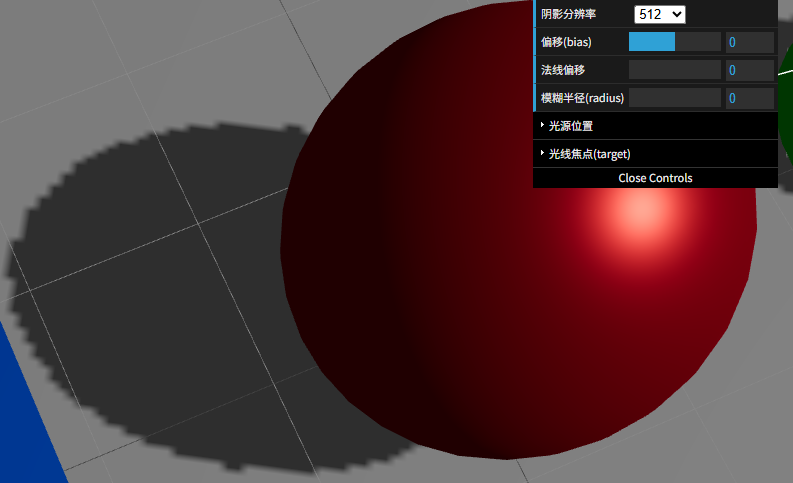 阴影分辨率 512
偏移(bias) 0
法线偏移 0
模糊半径(radius) 0
光源位置
光线焦点(target)
Close Controls